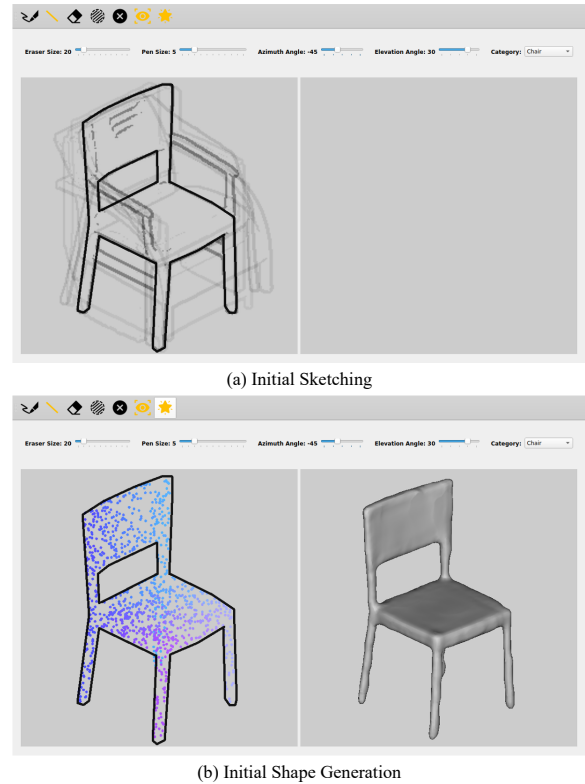 Eraser Size: 20 Pen Size: 5 Azimuth Angle: -45 Elevation Angle: 30 Category: Chair
(a) Initial Sketching
Eraser Size: 20 Pen Size: 5 Azimuth Angle: -45 Elevation Angle: 30 Category: Chair
(b) Initial Shape Generation